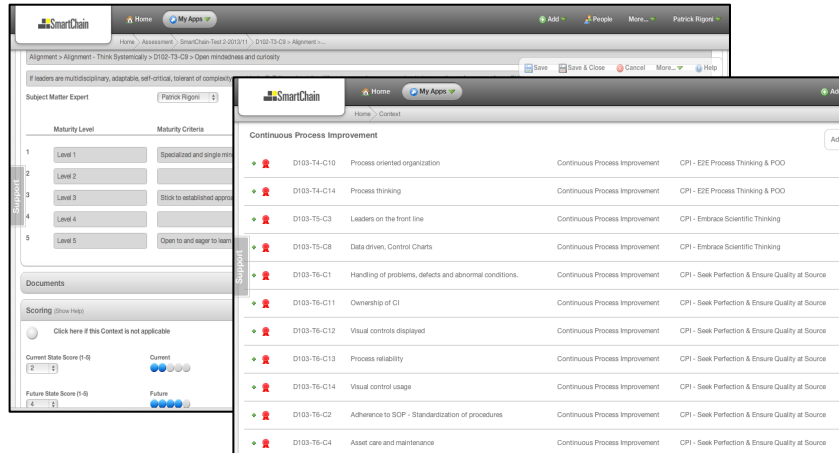 SmartChain
Home My Apps
Add People More... Patrick Rigoni
Home Assessment SmartChain-Test 2-2013/11 D102-T3-C9 > Alignment >...
Alignment > Alignment - Think Systemically > D102-T3-C9 > Open mindedness and curiosity
Save Save & Close Cancel More... Help
If leaders are multidisciplinary, adaptable, self-critical, tolerant of complexity
Subject Matter Expert Patrick Rigoni
Maturity Level Maturity Criteria
1 Level 1 Specialized and single
2 Level 2
3 Level 3 Stick to established
4 Level 4
5 Level 5 Open to and eager to learn
Support
Documents
Scoring (Show Help)
Click here if this Context is not applicable
Current State Score (1-5) Current
2
Future State Score (1-5) Future
4
SmartChain
Home My Apps
Home Context
Continuous Process Improvement
D103-T4-C10 Process oriented organization Continuous Process Improvement CPI - E2E Process Thinking & POO
D103-T4-C14 Process thinking Continuous Process Improvement CPI - E2E Process Thinking & POO
D103-T5-C3 Leaders on the front line Continuous Process Improvement CPI - Embrace Scientific Thinking
D103-T5-C8 Data driven, Control Charts Continuous Process Improvement CPI - Embrace Scientific Thinking
D103-T6-C1 Handling of problems, defects and abnormal conditions. Continuous Process Improvement CPI - Seek Perfection & Ensure Quality at Source
D103-T6-C11 Ownership of CI Continuous Process Improvement CPI - Seek Perfection & Ensure Quality at Source
D103-T6-C12 Visual controls displayed Continuous Process Improvement CPI - Seek Perfection & Ensure Quality at Source
D103-T6-C13 Process reliability Continuous Process Improvement CPI - Seek Perfection & Ensure Quality at Source
D103-T6-C14 Visual control usage Continuous Process Improvement CPI - Seek Perfection & Ensure Quality at Source
D103-T6-C2 Adherence to SOP - Standardization of procedures Continuous Process Improvement CPI - Seek Perfection & Ensure Quality at Source
D103-T6-C4 Asset care and maintenance Continuous Process Improvement CPI - Seek Perfection & Ensure Quality at Source
Support